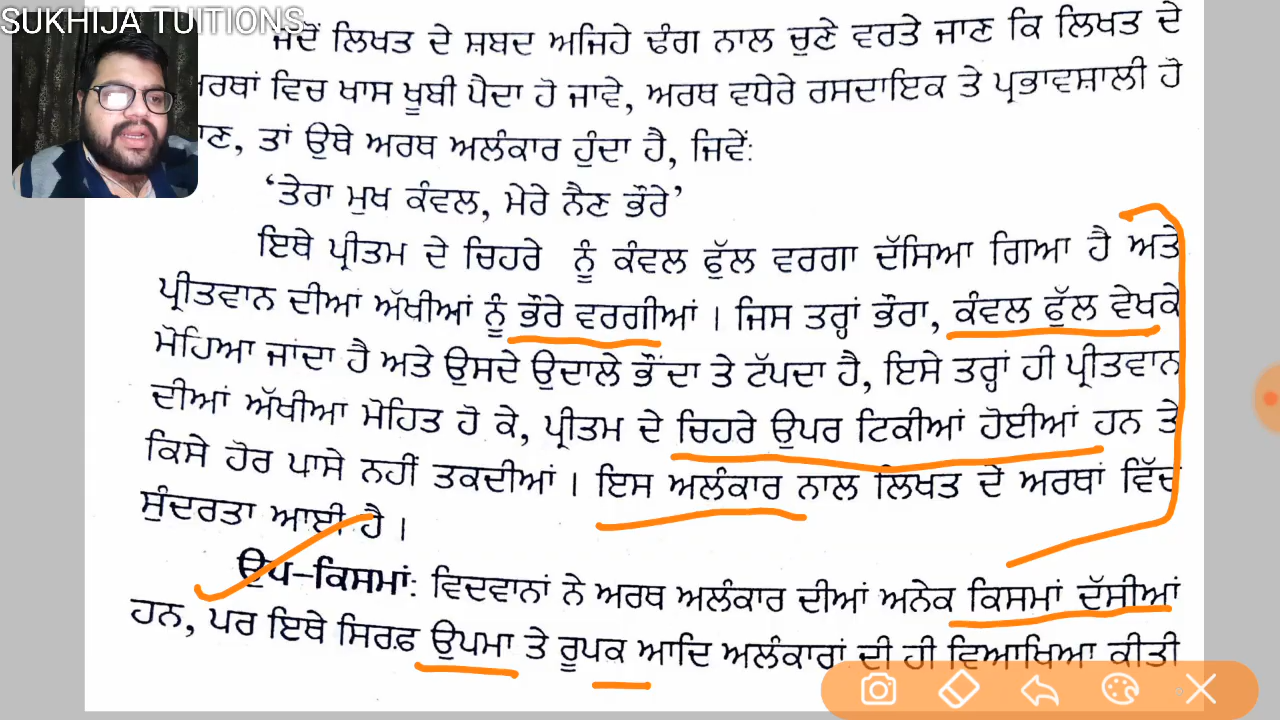 SUKHIJA TUITIONS
ਜਦੋਂ ਲਿਖਤ ਦੇ ਸ਼ਬਦ ਅਜਿਹੇ ਢੰਗ ਨਾਲ ਚੁਣੇ ਵਰਤੇ ਜਾਣ ਕਿ ਲਿਖਤ ਦੇ
ਵਿਚ ਖਾਸ ਖੂਬੀ ਪੈਦਾ ਹੋ ਜਾਵੇ, ਅਰਥ ਵਧੇਰੇ ਰਸਦਾਇਕ ਤੇ ਪ੍ਰਭਾਵਸ਼ਾਲੀ ਹੋ
ਤਾਂ ਉਥੇ ਅਰਥ ਅਲੰਕਾਰ ਹੁੰਦਾ ਹੈ, ਜਿਵੇਂ:
‘ਤੇਰਾ ਮੁਖ ਕੰਵਲ, ਮੇਰੇ ਨੈਣ ਭੌਰੇ’
ਇਥੇ ਪ੍ਰੀਤਮ ਦੇ ਚਿਹਰੇ ਨੂੰ ਕੰਵਲ ਫੁੱਲ ਵਰਗਾ ਦੱਸਿਆ ਗਿਆ ਹੈ ਅਤੇ
ਪ੍ਰੀਤਵਾਨ ਦੀਆਂ ਅੱਖੀਆਂ ਨੂੰ ਭੌਰੇ ਵਰਗੀਆਂ । ਜਿਸ ਤਰ੍ਹਾਂ ਭੌਰਾ, ਕੰਵਲ ਫੁੱਲ ਵੇਖਕੇ
ਮੋਹਿਆ ਜਾਂਦਾ ਹੈ ਅਤੇ ਉਸਦੇ ਉਦਾਲੇ ਭੌਂਦਾ ਤੇ ਟੱਪਦਾ ਹੈ, ਇਸੇ ਤਰ੍ਹਾਂ ਹੀ ਪ੍ਰੀਤਵਾਨ
ਦੀਆਂ ਅੱਖੀਆ ਮੋਹਿਤ ਹੋ ਕੇ, ਪ੍ਰੀਤਮ ਦੇ ਚਿਹਰੇ ਉਪਰ ਟਿਕੀਆਂ ਹੋਈਆਂ ਹਨ ਤੇ
ਕਿਸੇ ਹੋਰ ਪਾਸੇ ਨਹੀਂ ਤਕਦੀਆਂ । ਇਸ ਅਲੰਕਾਰ ਨਾਲ ਲਿਖਤ ਦੇ ਅਰਥਾਂ ਵਿੱਚ
ਸੁੰਦਰਤਾ ਆਈ ਹੈ ।
ਉਪ-ਕਿਸਮਾਂ: ਵਿਦਵਾਨਾਂ ਨੇ ਅਰਥ ਅਲੰਕਾਰ ਦੀਆਂ ਅਨੇਕ ਕਿਸਮਾਂ ਦੱਸੀਆਂ
ਹਨ, ਪਰ ਇਥੇ ਸਿਰਫ਼ ਉਪਮਾ ਤੇ ਰੂਪਕ ਆਦਿ ਅਲੰਕਾਰਾਂ ਦੀ ਹੀ ਵਿਆਖਿਆ ਕੀਤੀ